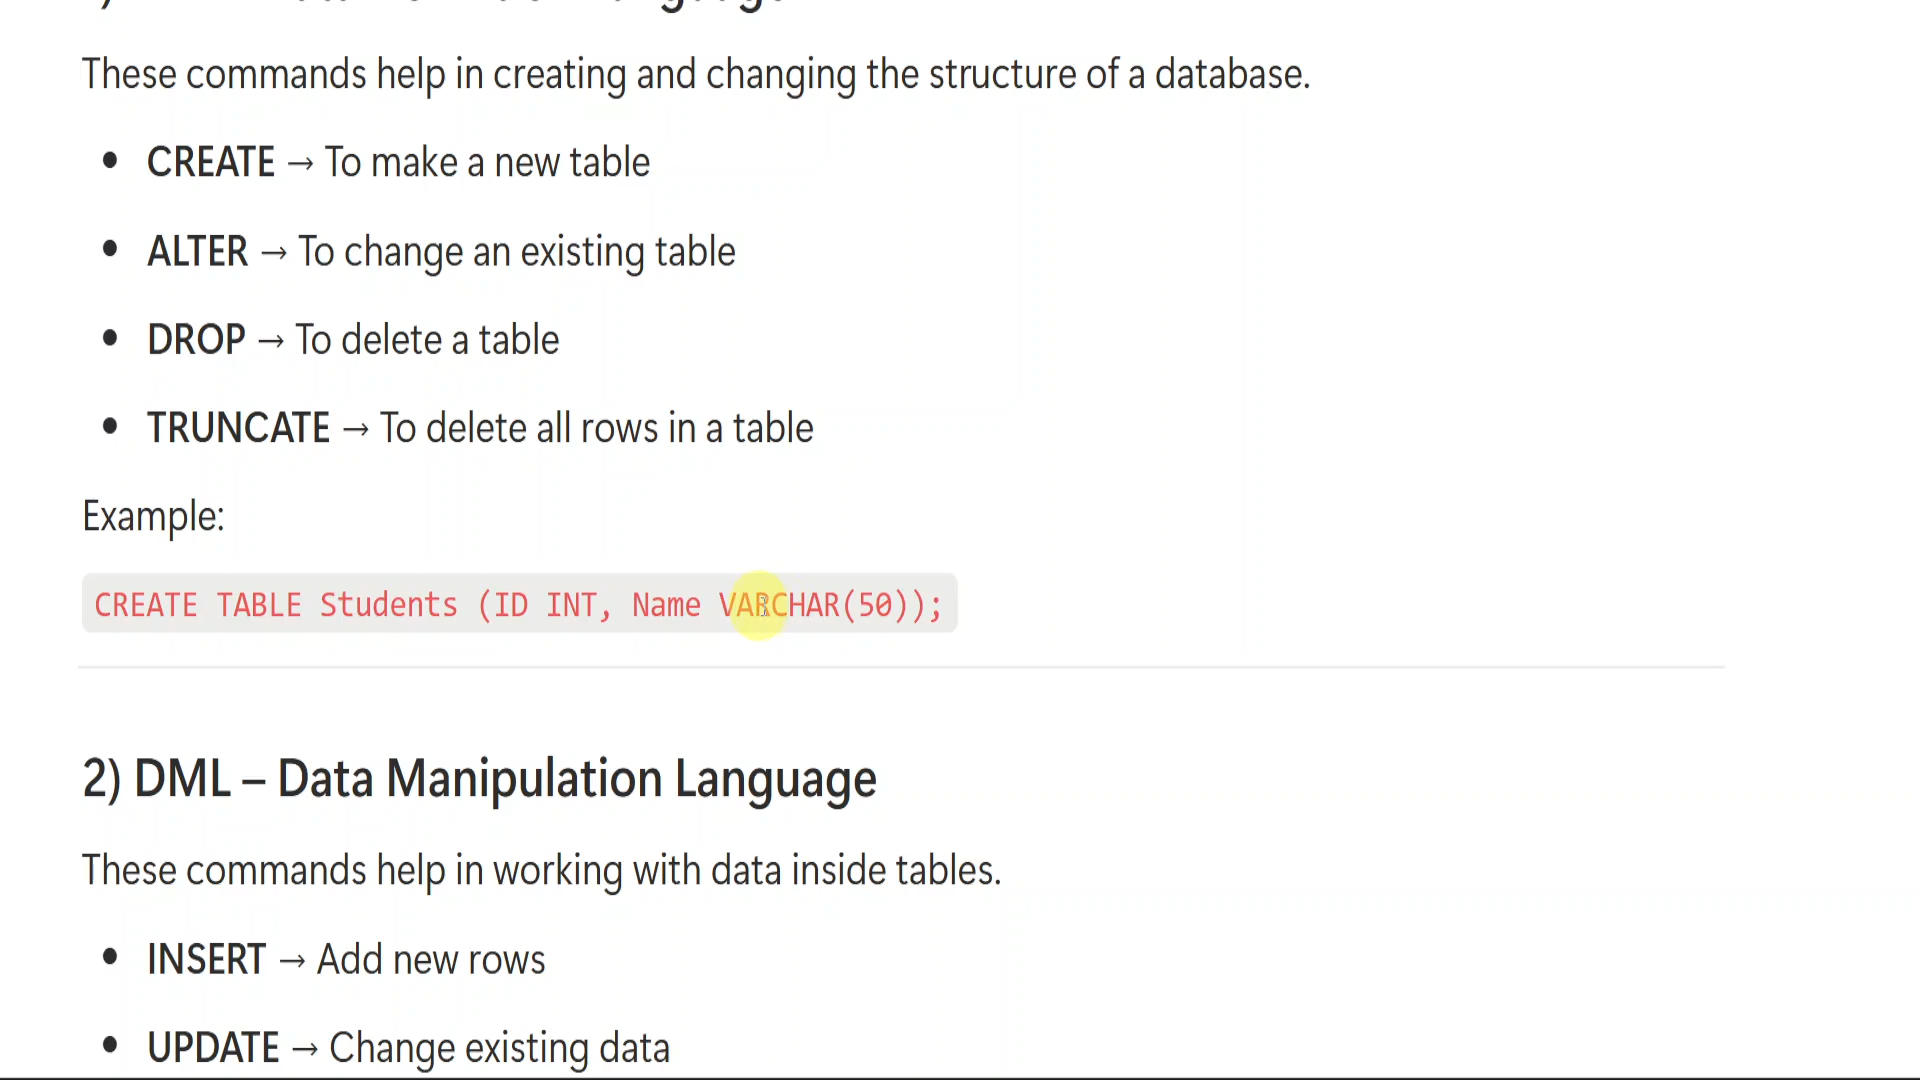 These commands help in creating and changing the structure of a database.
• CREATE → To make a new table
• ALTER → To change an existing table
• DROP → To delete a table
• TRUNCATE → To delete all rows in a table
Example:
CREATE TABLE Students (ID INT, Name VARCHAR(50));
2) DML – Data Manipulation Language
These commands help in working with data inside tables.
• INSERT → Add new rows
• UPDATE → Change existing data